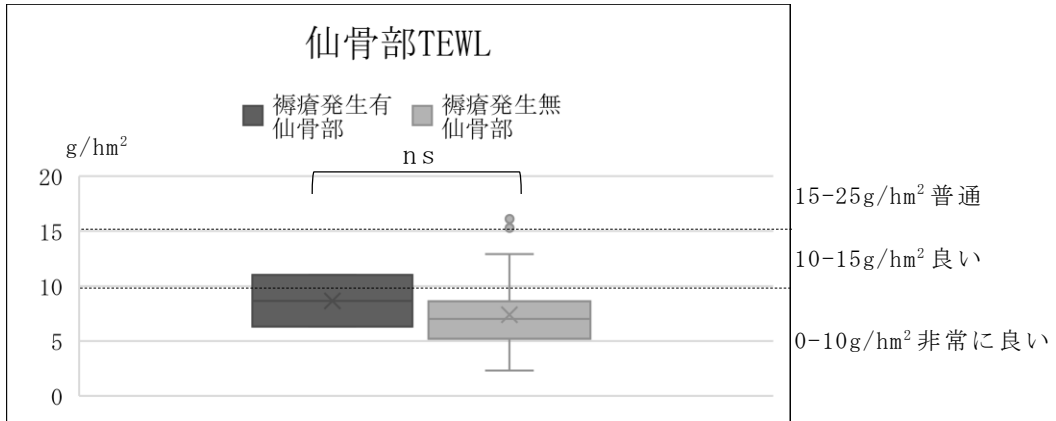 仙骨部TEWL
褥瘡発生有
仙骨部
褥瘡発生無
仙骨部
g/hm²
ns
20
15
10
5
0
15-25g/hm²普通
10-15g/hm²良い
0-10g/hm²非常に良い